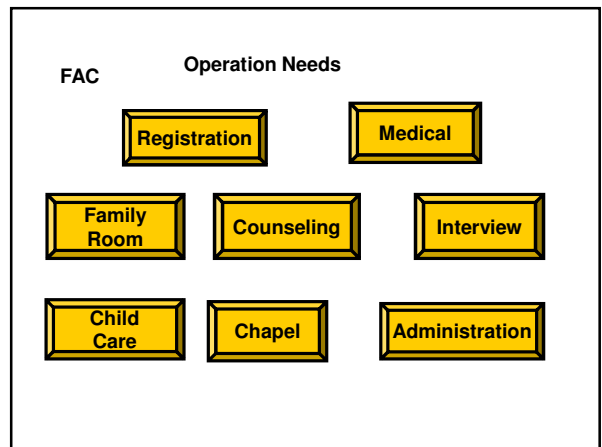 Operation Needs
FAC
Registration
Medical
Family
Room
Counseling
Interview
Child
Care
Chapel
Administration